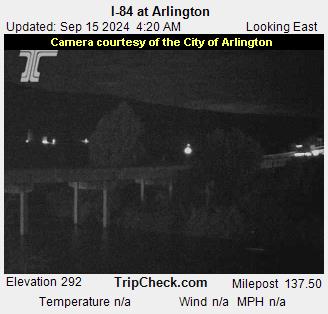 I-84 at Arlington
Updated: Sep 15 2024 4:20 AM Looking East
Camera courtesy of the City of Arlington
Elevation 292 TripCheck.com Milepost 137.50
Temperature n/a Wind n/a MPH n/a